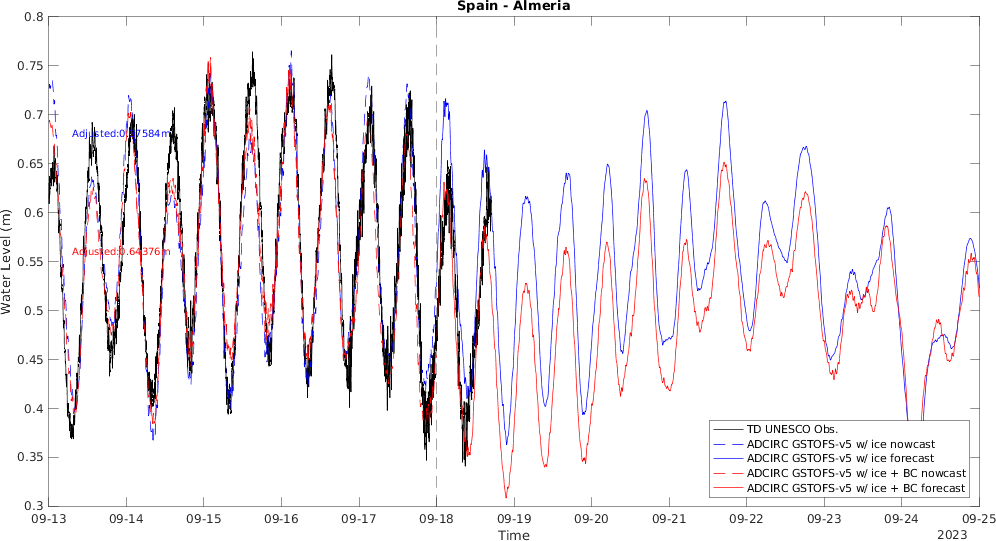 Spain - Almeria
0.8
0.75
0.7
0.65
0.6
0.55
0.5
0.45
0.4
0.35
0.3
Water Level (m)
Adjusted:0.64376m
TD UNESCO Obs.
ADCIRC GSTOFS-v5 w/ ice nowcast
ADCIRC GSTOFS-v5 w/ ice forecast
ADCIRC GSTOFS-v5 w/ ice + BC nowcast
ADCIRC GSTOFS-v5 w/ ice + BC forecast
09-13 09-14 09-15 09-16 09-17 09-18 09-19 09-20 09-21 09-22 09-23 09-24 09-25
Time
2023